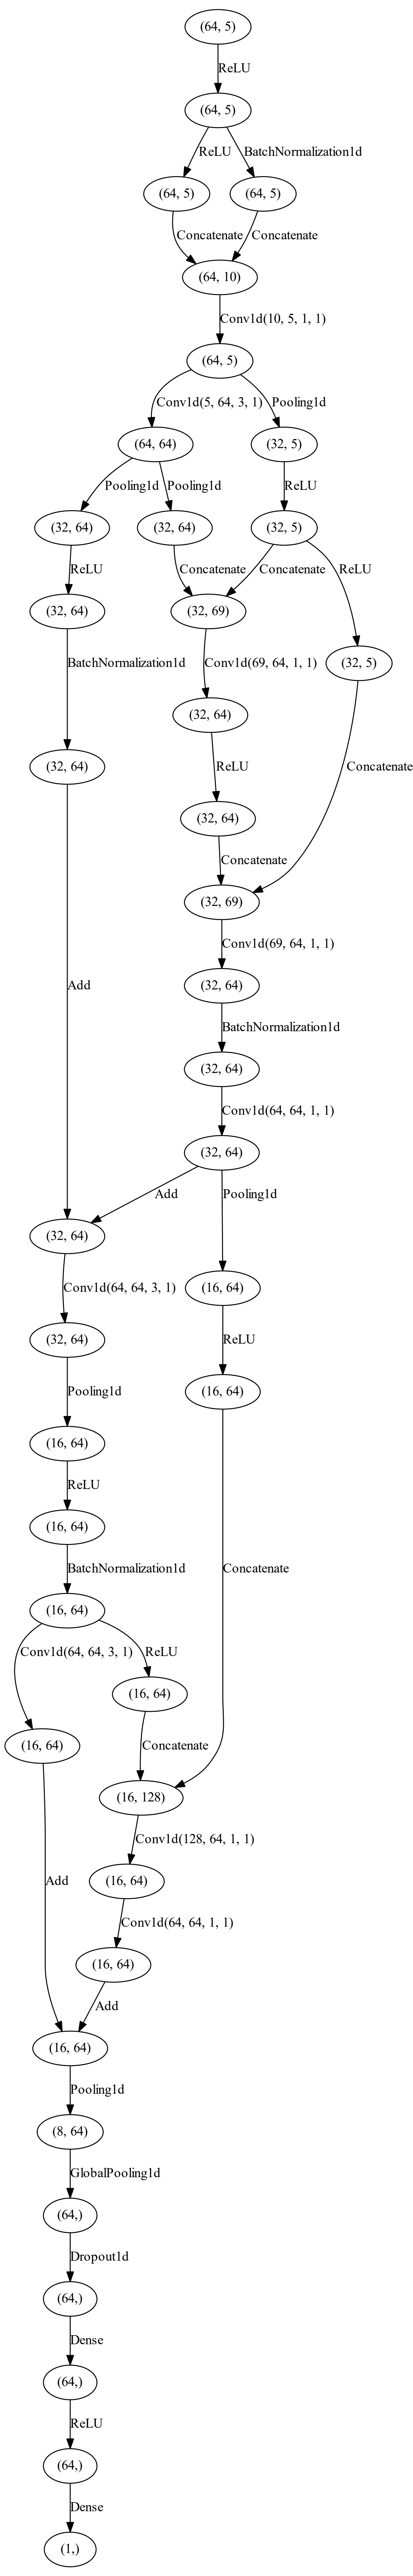 (64, 5)
ReLU
(64, 5)
ReLU BatchNormalization1d
(64, 5) (64, 5)
Concatenate Concatenate
(64, 10)
Conv1d(10, 5, 1, 1)
(64, 5)
Conv1d(5, 64, 3, 1) Pooling1d
(64, 64) (32, 5)
Pooling1d Pooling1d ReLU
(32, 64) (32, 64) (32, 5)
ReLU Concatenate Concatenate ReLU
(32, 64) (32, 69)
BatchNormalization1d Conv1d(69, 64, 1, 1) (32, 5)
(32, 64)
(32, 64) ReLU Concatenate
(32, 64)
Concatenate
(32, 69)
Conv1d(69, 64, 1, 1)
Add (32, 64)
BatchNormalization1d
(32, 64)
Conv1d(64, 64, 1, 1)
(32, 64)
Add Pooling1d
(32, 64)
Conv1d(64, 64, 3, 1) (16, 64)
(32, 64) ReLU
Pooling1d (16, 64)
(16, 64)
ReLU
(16, 64)
BatchNormalization1d Concatenate
(16, 64)
Conv1d(64, 64, 3, 1) ReLU
(16, 64)
(16, 64) Concatenate
(16, 128)
Conv1d(128, 64, 1, 1)
Add (16, 64)
Conv1d(64, 64, 1, 1)
(16, 64)
Add
(16, 64)
Pooling1d
(8, 64)
GlobalPooling1d
(64,)
Dropout1d
(64,)
Dense
(64,)
ReLU
(64,)
Dense
(1,)